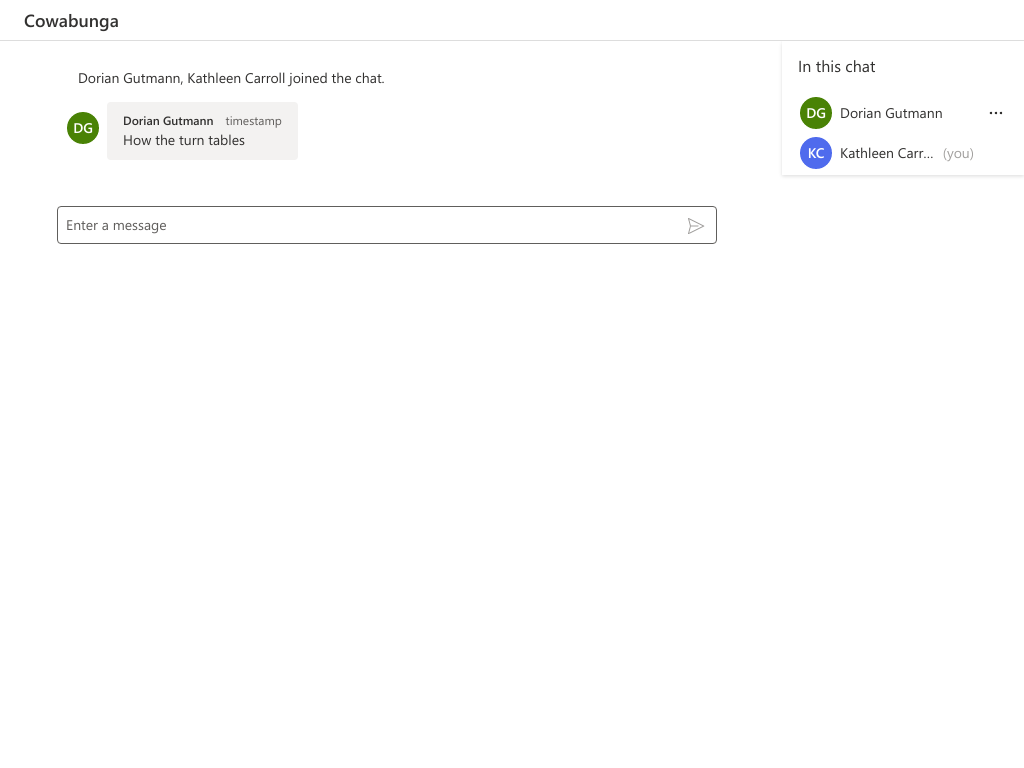 Cowabunga
Dorian Gutmann, Kathleen Carroll joined the chat.
DG
Dorian Gutmann timestamp
How the turn tables
Enter a message
In this chat
DG Dorian Gutmann
KC Kathleen Carr... (you)